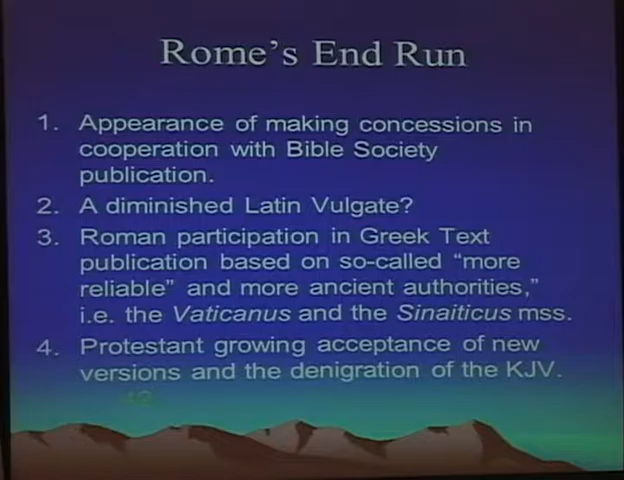 Rome's End Run
1. Appearance of making concessions in
cooperation with Bible Society
publication.
2. A diminished Latin Vulgate?
3. Roman participation in Greek Text
publication based on so-called “more
reliable” and more ancient authorities,”
i.e. the Vaticanus and the Sinaiticus mss.
4. Protestant growing acceptance of new
versions and the denigration of the KJV.